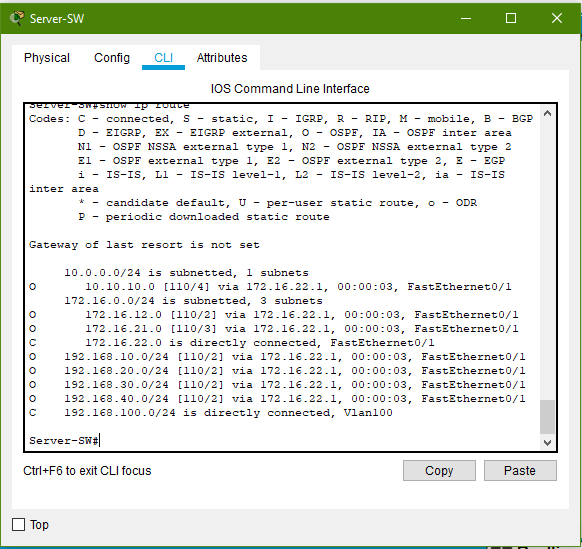 Server-SW
Physical Config CLI Attributes
IOS Command Line Interface
Server-SW#show ip route
Codes: C - connected, S - static, I - IGRP, R - RIP, M - mobile, B - BGP
D - EIGRP, EX - EIGRP external, O - OSPF, IA - OSPF inter area
N1 - OSPF NSSA external type 1, N2 - OSPF NSSA external type 2
E1 - OSPF external type 1, E2 - OSPF external type 2, E - EGP
i - IS-IS, L1 - IS-IS level-1, L2 - IS-IS level-2, ia - IS-IS
inter area
* - candidate default, U - per-user static route, o - ODR
P - periodic downloaded static route
Gateway of last resort is not set
10.0.0.0/24 is subnetted, 1 subnets
O 10.10.10.0 [110/4] via 172.16.22.1, 00:00:03, FastEthernet0/1
172.16.0.0/24 is subnetted, 3 subnets
O 172.16.12.0 [110/2] via 172.16.22.1, 00:00:03, FastEthernet0/1
O 172.16.21.0 [110/3] via 172.16.22.1, 00:00:03, FastEthernet0/1
C 172.16.22.0 is directly connected, FastEthernet0/1
O 192.168.10.0/24 [110/2] via 172.16.22.1, 00:00:03, FastEthernet0/1
O 192.168.20.0/24 [110/2] via 172.16.22.1, 00:00:03, FastEthernet0/1
O 192.168.30.0/24 [110/2] via 172.16.22.1, 00:00:03, FastEthernet0/1
O 192.168.40.0/24 [110/2] via 172.16.22.1, 00:00:03, FastEthernet0/1
C 192.168.100.0/24 is directly connected, Vlan100
Server-SW#
Ctrl+F6 to exit CLI focus
Copy Paste
Top